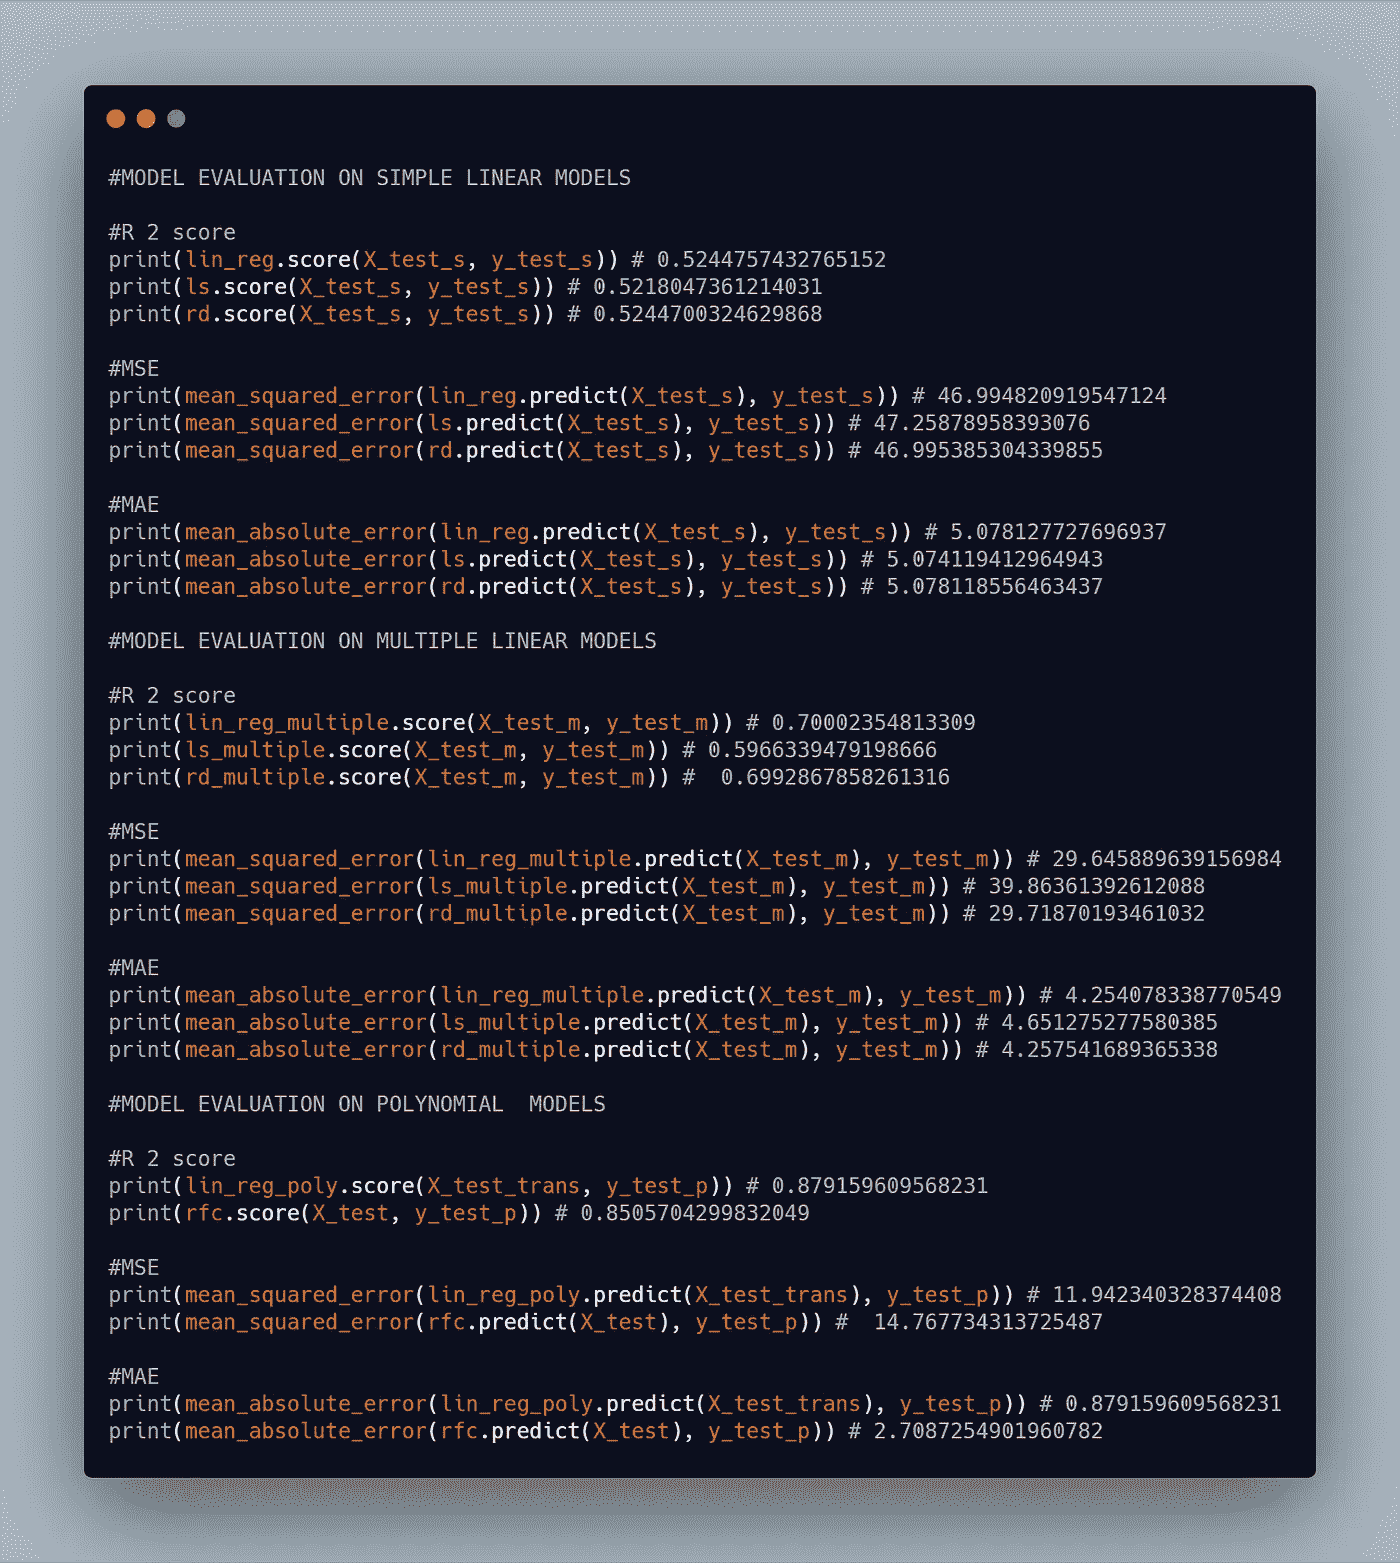 #MODEL EVALUATION ON SIMPLE LINEAR MODELS
#R 2 score
print(lin_reg.score(X_test_s, y_test_s)) # 0.5244757432765152
print(ls.score(X_test_s, y_test_s)) # 0.5218047361214031
print(rd.score(X_test_s, y_test_s)) # 0.5244700324629868
#MSE
print(mean_squared_error(lin_reg.predict(X_test_s), y_test_s)) # 46.994820919547124
print(mean_squared_error(ls.predict(X_test_s), y_test_s)) # 47.25878958393076
print(mean_squared_error(rd.predict(X_test_s), y_test_s)) # 46.995385304339855
#MAE
print(mean_absolute_error(lin_reg.predict(X_test_s), y_test_s)) # 5.078127727696937
print(mean_absolute_error(ls.predict(X_test_s), y_test_s)) # 5.074119412964943
print(mean_absolute_error(rd.predict(X_test_s), y_test_s)) # 5.078118556463437
#MODEL EVALUATION ON MULTIPLE LINEAR MODELS
#R 2 score
print(lin_reg_multiple.score(X_test_m, y_test_m)) # 0.70002354813309
print(ls_multiple.score(X_test_m, y_test_m)) # 0.5966339479198666
print(rd_multiple.score(X_test_m, y_test_m)) #  0.6992867858261316
#MSE
print(mean_squared_error(lin_reg_multiple.predict(X_test_m), y_test_m)) # 29.645889639156984
print(mean_squared_error(ls_multiple.predict(X_test_m), y_test_m)) # 39.86361392612088
print(mean_squared_error(rd_multiple.predict(X_test_m), y_test_m)) # 29.71870193461032
#MAE
print(mean_absolute_error(lin_reg_multiple.predict(X_test_m), y_test_m)) # 4.254078338770549
print(mean_absolute_error(ls_multiple.predict(X_test_m), y_test_m)) # 4.651275277580385
print(mean_absolute_error(rd_multiple.predict(X_test_m), y_test_m)) # 4.257541689365338
#MODEL EVALUATION ON POLYNOMIAL  MODELS
#R 2 score
print(lin_reg_poly.score(X_test_trans, y_test_p)) # 0.879159609568231
print(rfc.score(X_test, y_test_p)) # 0.8505704299832049
#MSE
print(mean_squared_error(lin_reg_poly.predict(X_test_trans), y_test_p)) # 11.942340328374408
print(mean_squared_error(rfc.predict(X_test), y_test_p)) #  14.767734313725487
#MAE
print(mean_absolute_error(lin_reg_poly.predict(X_test_trans), y_test_p)) # 0.879159609568231
print(mean_absolute_error(rfc.predict(X_test), y_test_p)) # 2.7087254901960782